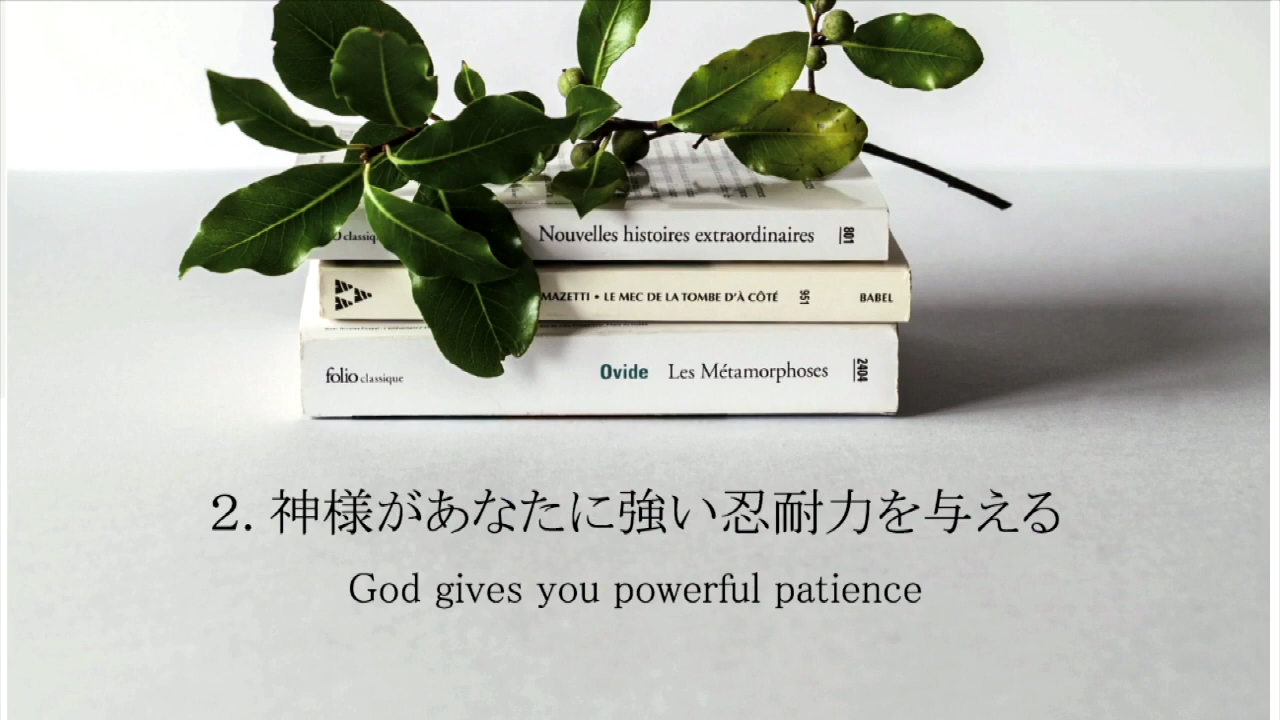 classiq
Nouvelles histoires extraordinaires 801
MAZETTI • LE MEC DE LA TOMBE D'À CÔTÉ 951 BABEL
folio classique Ovide Les Métamorphoses 2404
2. 神様があなたに強い忍耐力を与える
God gives you powerful patience